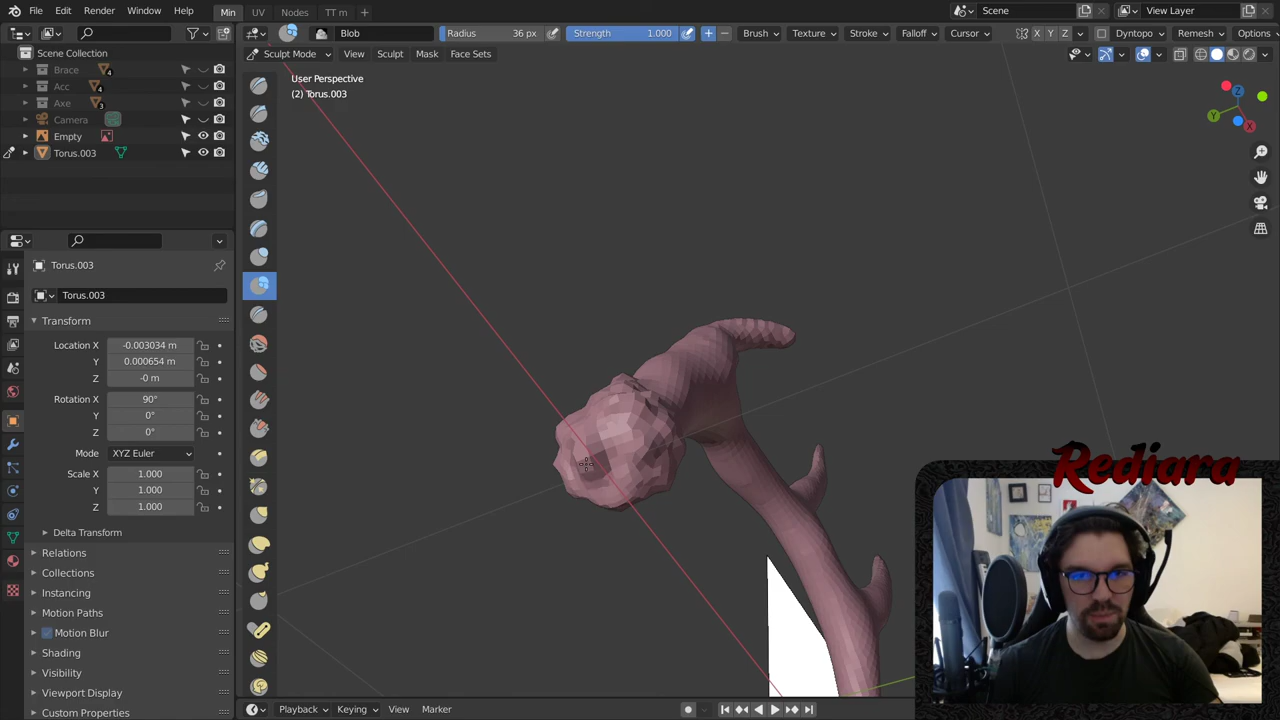 File Edit Render Window Help Min UV Nodes TT m + Scene View Layer
Blob Radius 36 px Strength 1.000 Brush Texture Stroke Falloff Cursor X Y Z Dyntopo Remesh Options
Sculpt Mode View Sculpt Mask Face Sets
Scene Collection
Brace 4
Acc 4
Axe 3
Camera
Empty
Torus.003
User Perspective
(2) Torus.003
Z
Y
X
Torus.003
Torus.003
Transform
Location X -0.003034 m
Y 0.000654 m
Z -0 m
Rotation X 90°
Y 0°
Z 0°
Mode XYZ Euler
Scale X 1.000
Y 1.000
Z 1.000
Delta Transform
Relations
Collections
Instancing
Motion Paths
Motion Blur
Shading
Visibility
Viewport Display
Custom Properties
Rediara
Playback Keying View Marker